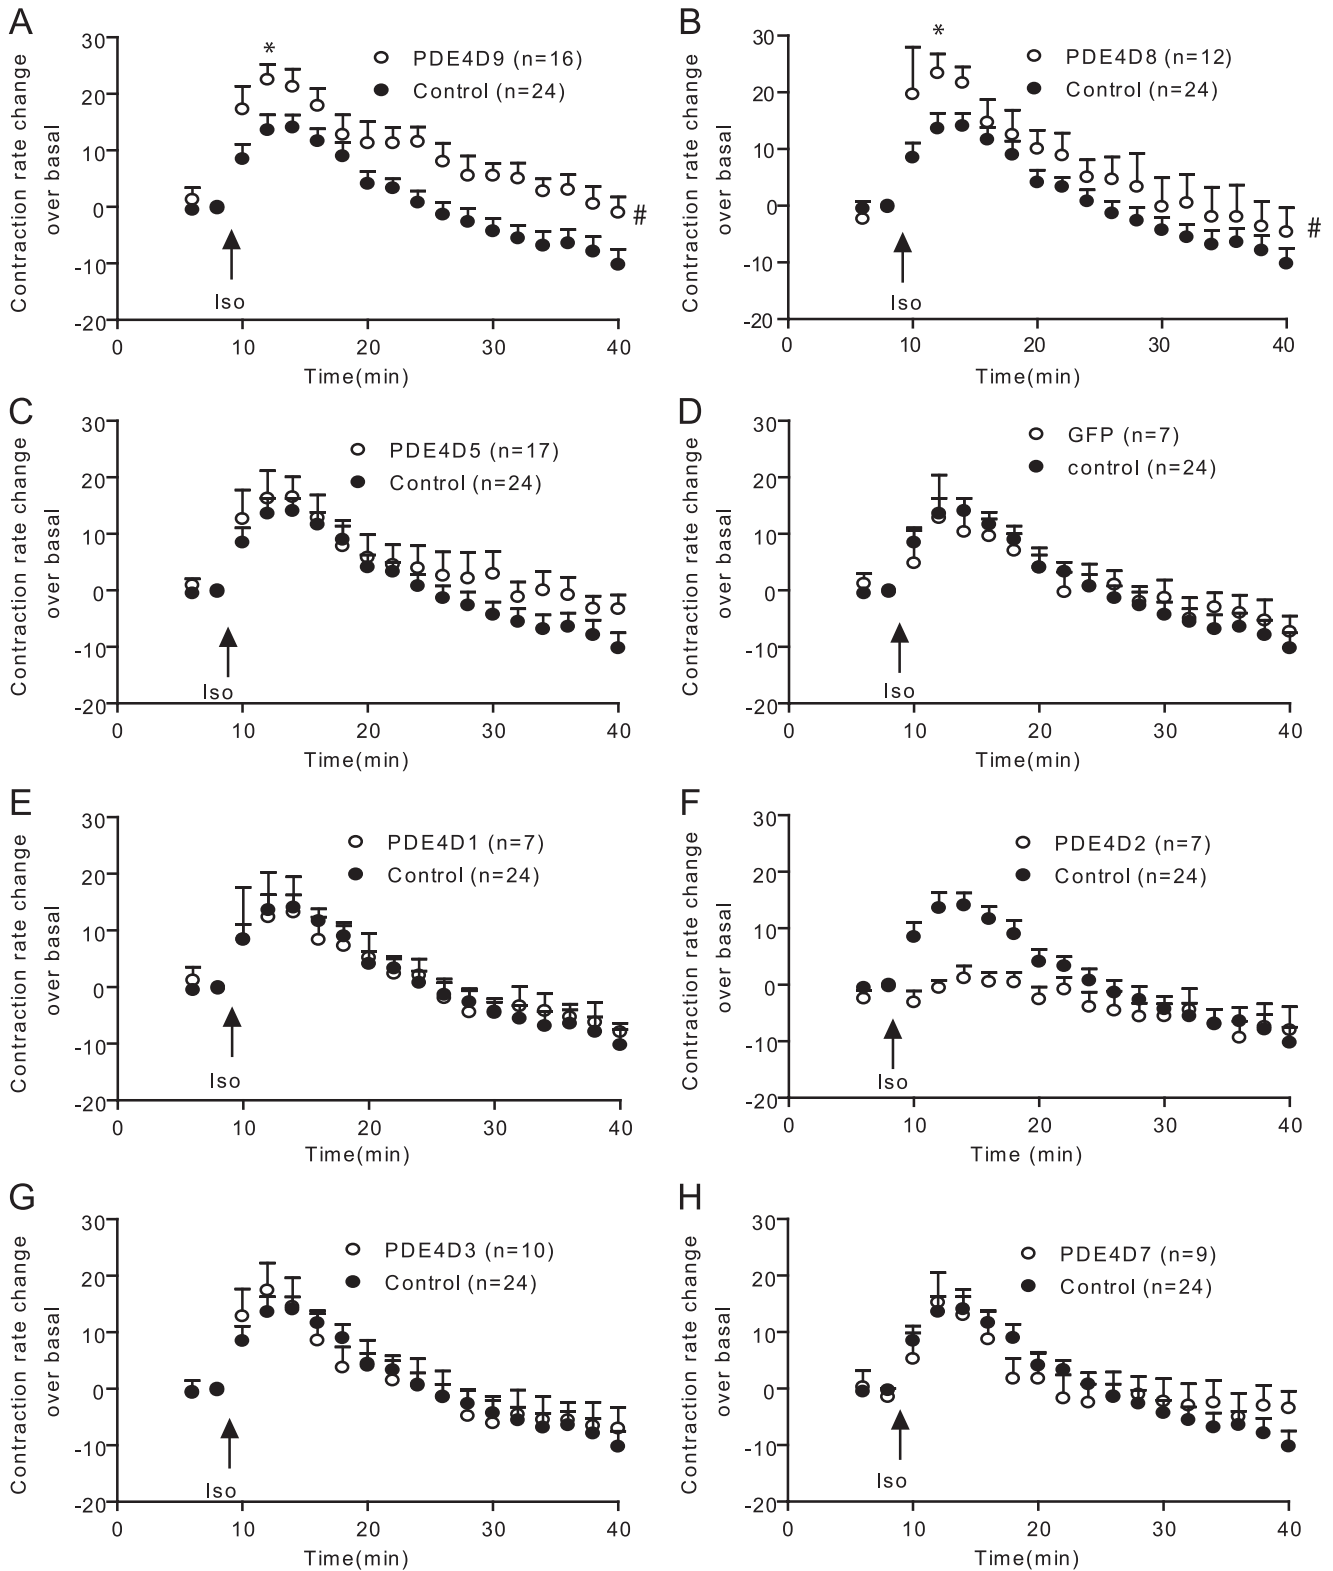 A
Contraction rate change
over basal
30
20
10
0
-10
-20
*
PDE4D9 (n=16)
Control (n=24)
#
Iso
0 10 20 30 40
Time(min)
B
Contraction rate change
over basal
30
20
10
0
-10
-20
*
PDE4D8 (n=12)
Control (n=24)
#
Iso
0 10 20 30 40
Time(min)
C
Contraction rate change
over basal
30
20
10
0
-10
-20
PDE4D5 (n=17)
Control (n=24)
Iso
0 10 20 30 40
Time(min)
D
Contraction rate change
over basal
30
20
10
0
-10
-20
GFP (n=7)
control (n=24)
Iso
0 10 20 30 40
Time(min)
E
Contraction rate change
over basal
30
20
10
0
-10
-20
PDE4D1 (n=7)
Control (n=24)
Iso
0 10 20 30 40
Time(min)
F
Contraction rate change
over basal
30
20
10
0
-10
-20
PDE4D2 (n=7)
Control (n=24)
Iso
0 10 20 30 40
Time (min)
G
Contraction rate change
over basal
30
20
10
0
-10
-20
PDE4D3 (n=10)
Control (n=24)
Iso
0 10 20 30 40
Time(min)
H
Contraction rate change
over basal
30
20
10
0
-10
-20
PDE4D7 (n=9)
Control (n=24)
Iso
0 10 20 30 40
Time(min)